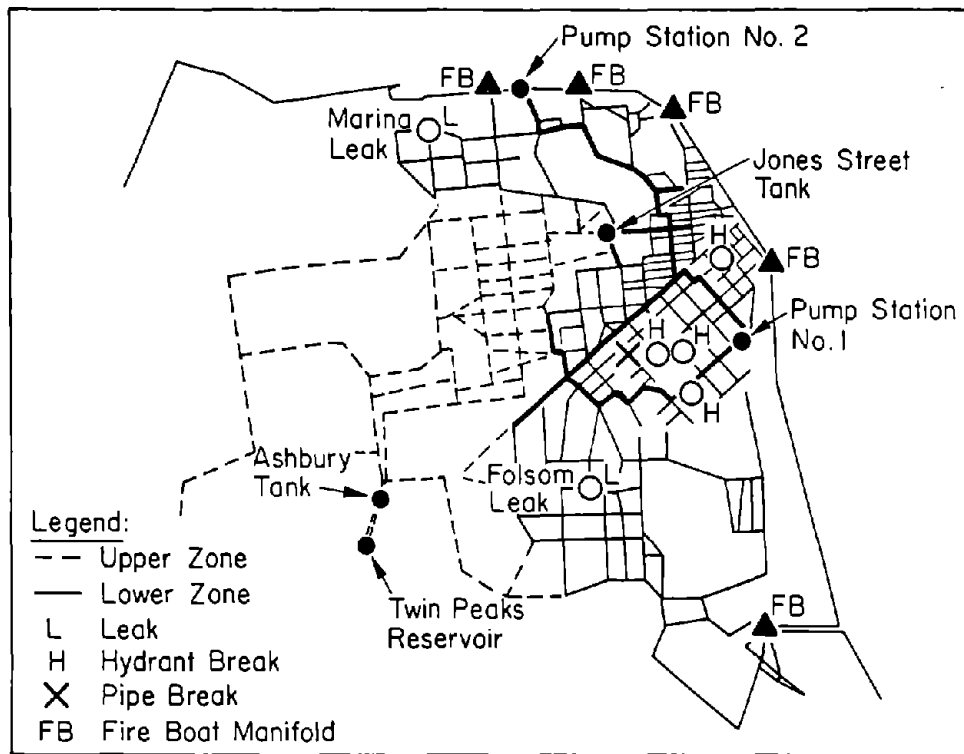 Pump Station No. 2
FB
FB
FB
Marina
Leak
L
Jones Street
Tank
H
FB
Pump Station
No. 1
H
H
H
Ashbury
Tank
Folsom
Leak
L
Twin Peaks
Reservoir
FB
Legend:
Upper Zone
Lower Zone
L Leak
H Hydrant Break
X Pipe Break
FB Fire Boat Manifold